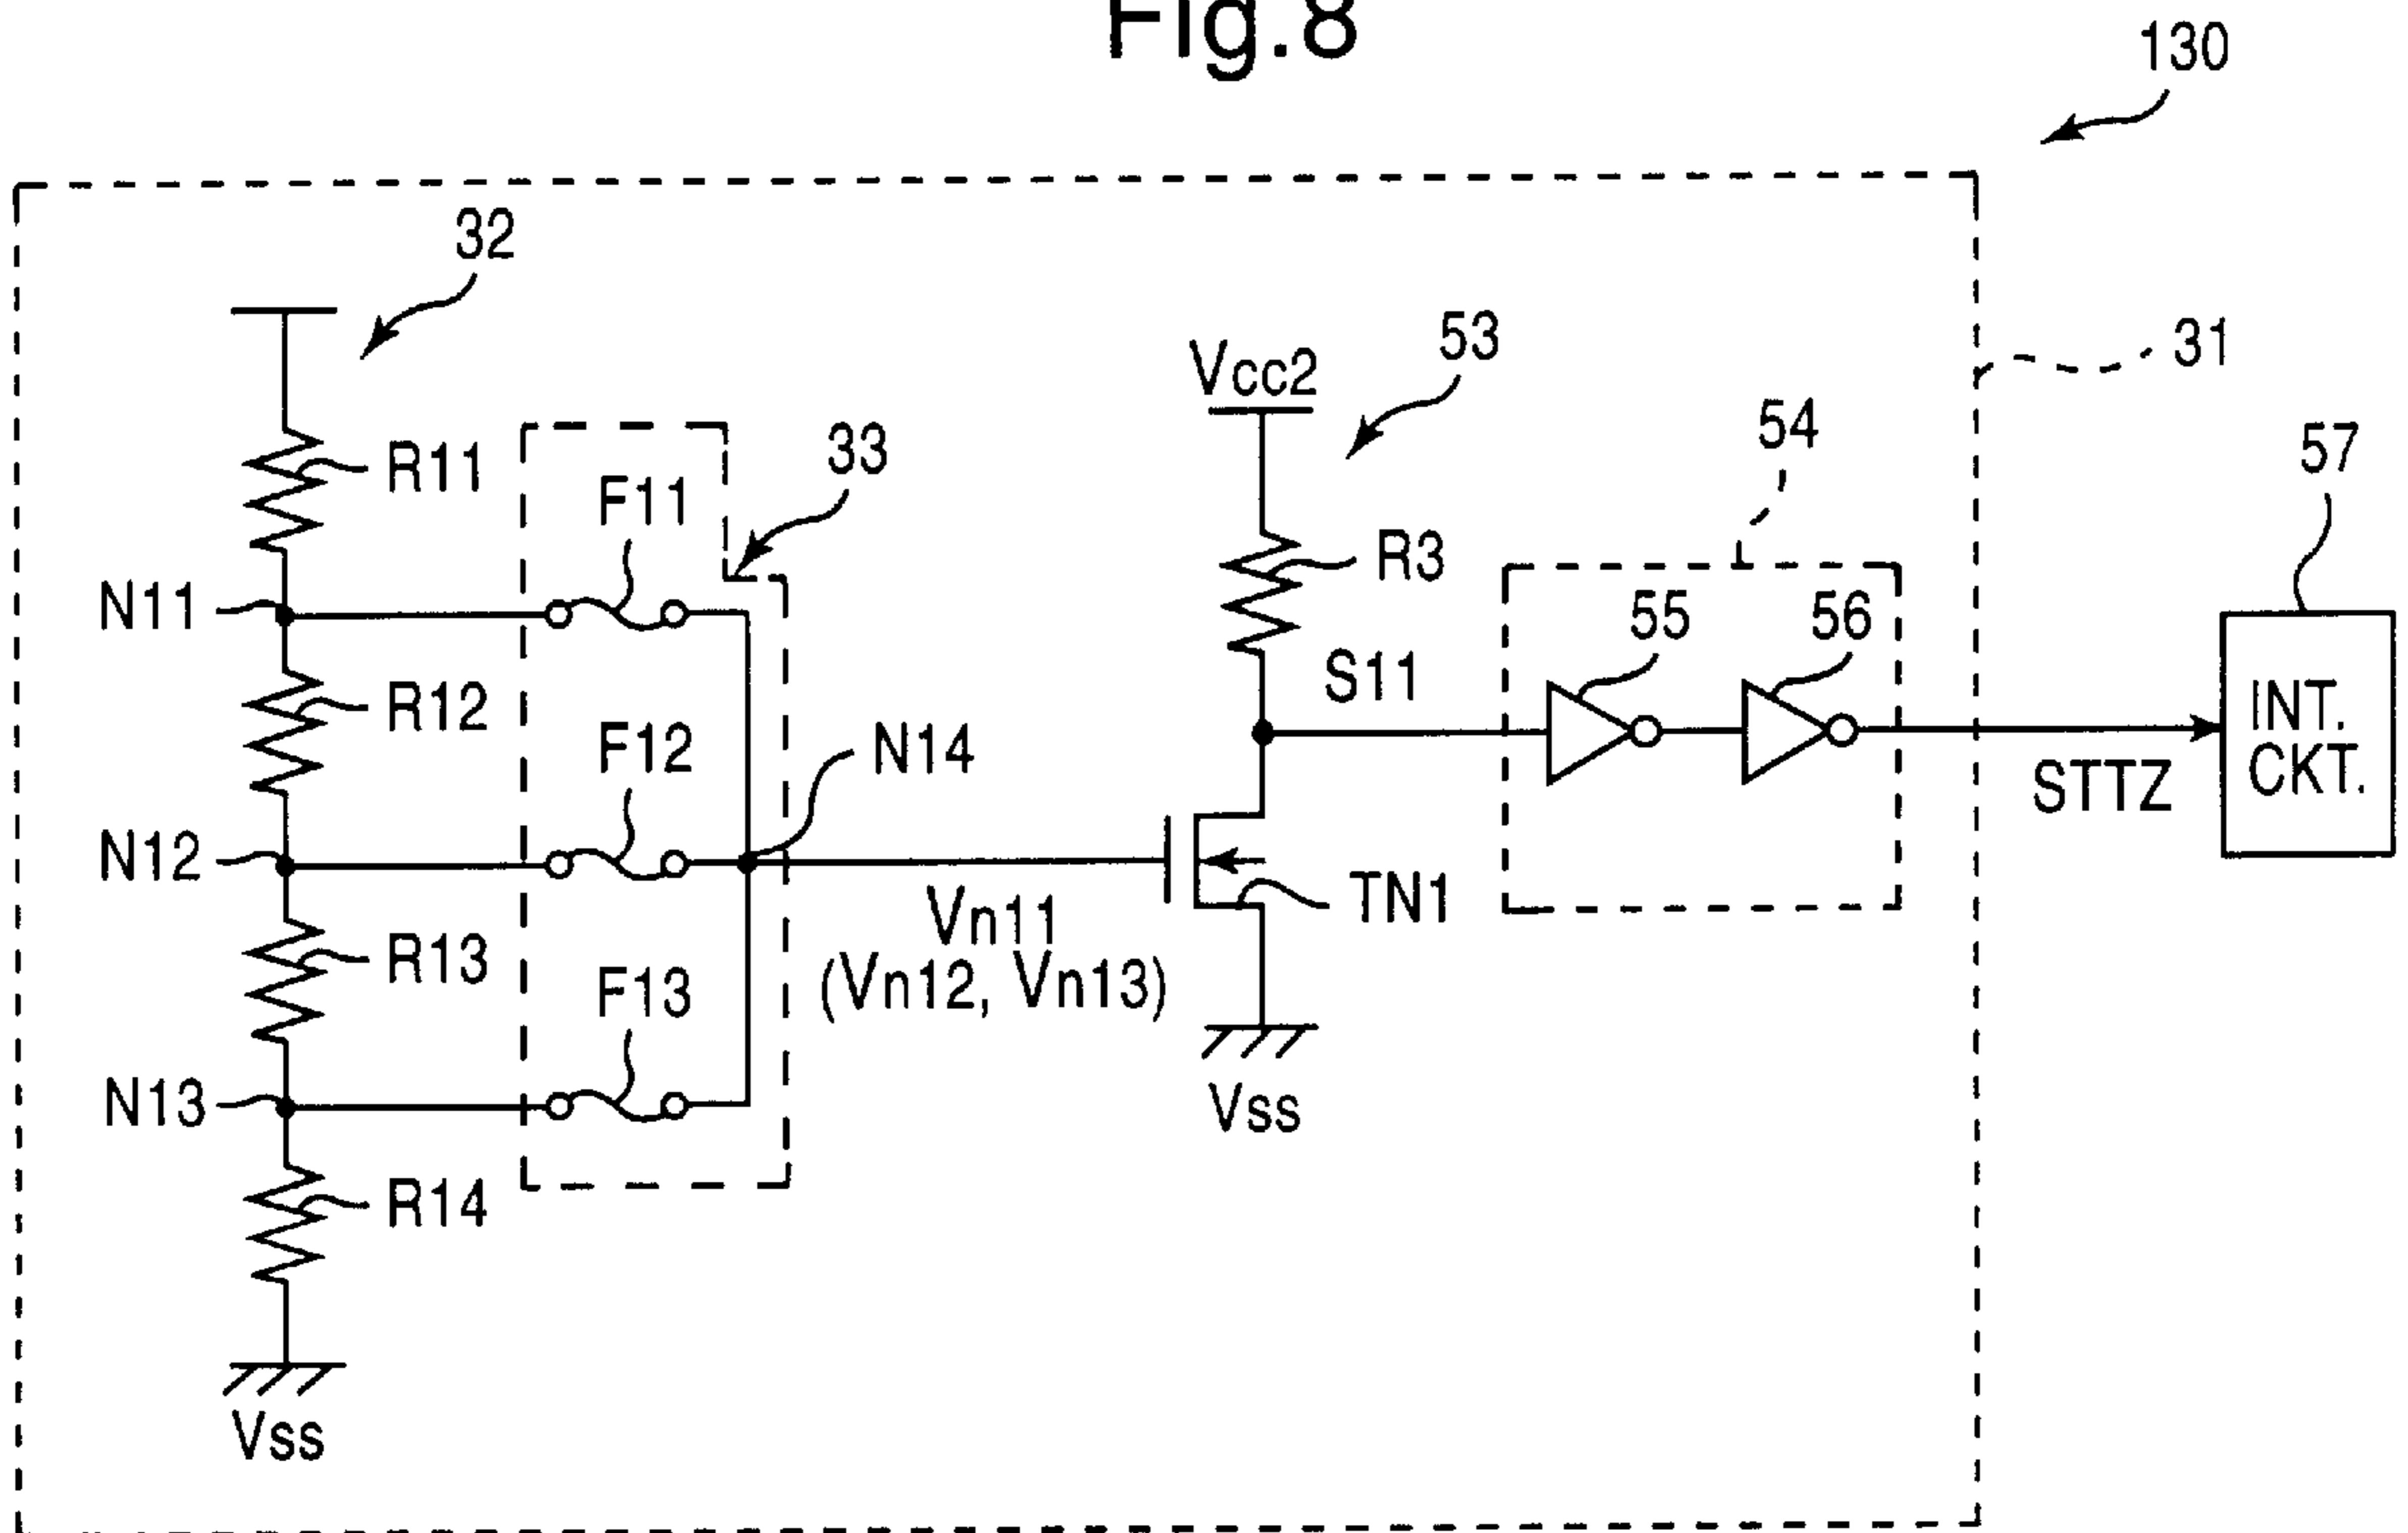 Fig.8
130
32
Vcc2
53
31
54
57
R11
33
F11
R3
N11
55
56
S11
R12
F12
N14
INT.
CKT.
STTZ
N12
TN1
Vn11
(Vn12, Vn13)
R13
F13
N13
Vss
R14
Vss